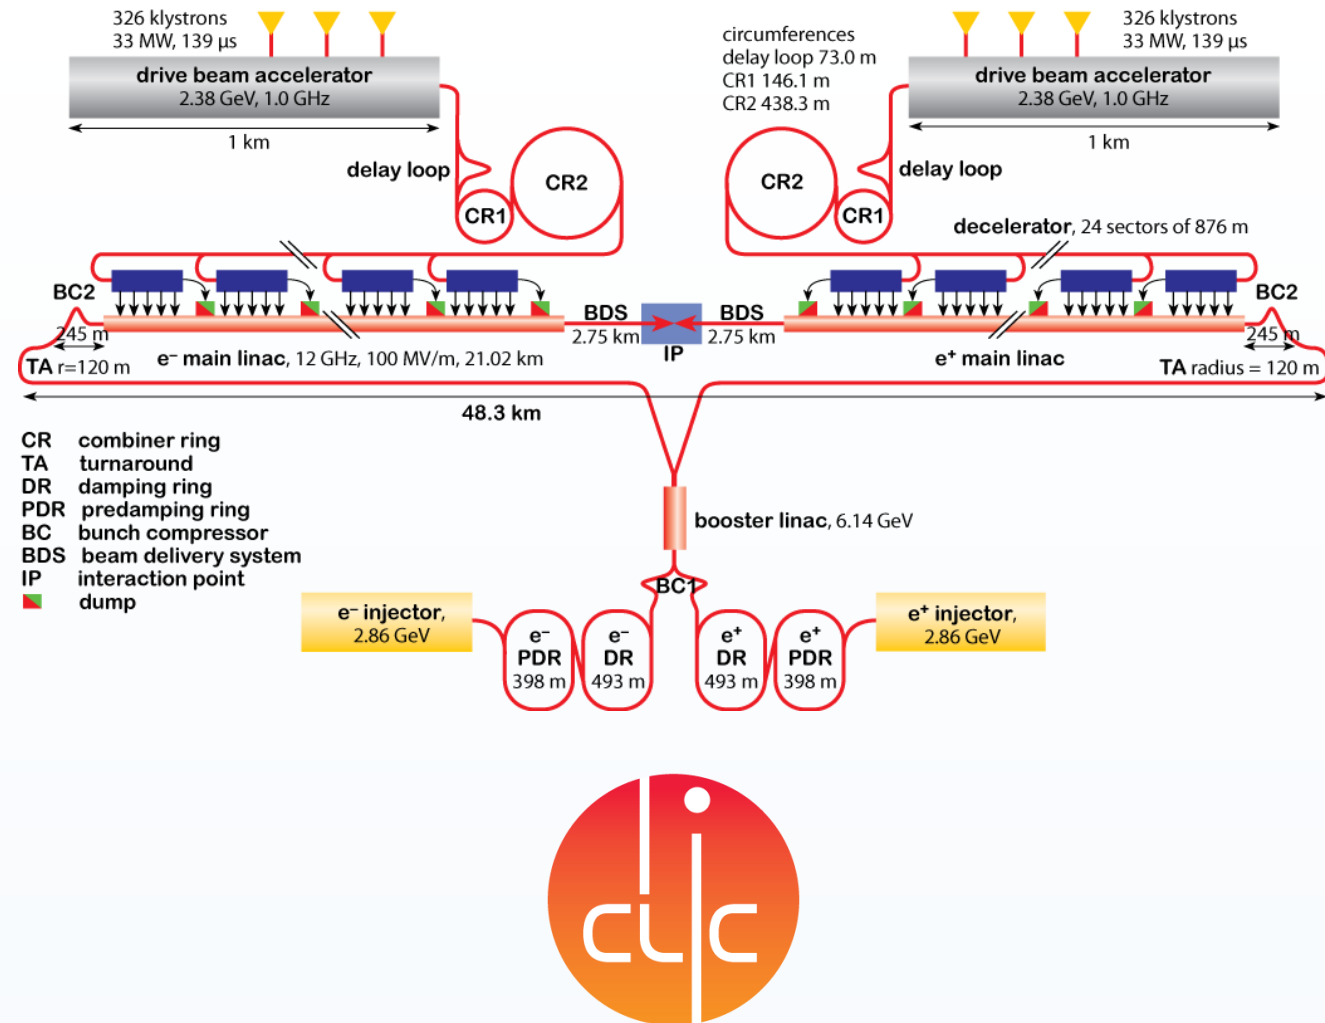 326 klystrons
33 MW, 139 μs
drive beam accelerator
2.38 GeV, 1.0 GHz
1 km
delay loop
CR1
CR2
circumferences
delay loop 73.0 m
CR1 146.1 m
CR2 438.3 m
326 klystrons
33 MW, 139 μs
drive beam accelerator
2.38 GeV, 1.0 GHz
1 km
CR2
CR1
delay loop
decelerator, 24 sectors of 876 m
BC2
245 m
TA r=120 m
e⁻ main linac, 12 GHz, 100 MV/m, 21.02 km
BDS
2.75 km
IP
BDS
2.75 km
e⁺ main linac
BC2
245 m
TA radius = 120 m
48.3 km
CR combiner ring
TA turnaround
DR damping ring
PDR predamping ring
BC bunch compressor
BDS beam delivery system
IP interaction point
dump
booster linac, 6.14 GeV
BC1
e⁻ injector,
2.86 GeV
e⁻
PDR
398 m
e⁻
DR
493 m
e⁺
DR
493 m
e⁺
PDR
398 m
e⁺ injector,
2.86 GeV
clic